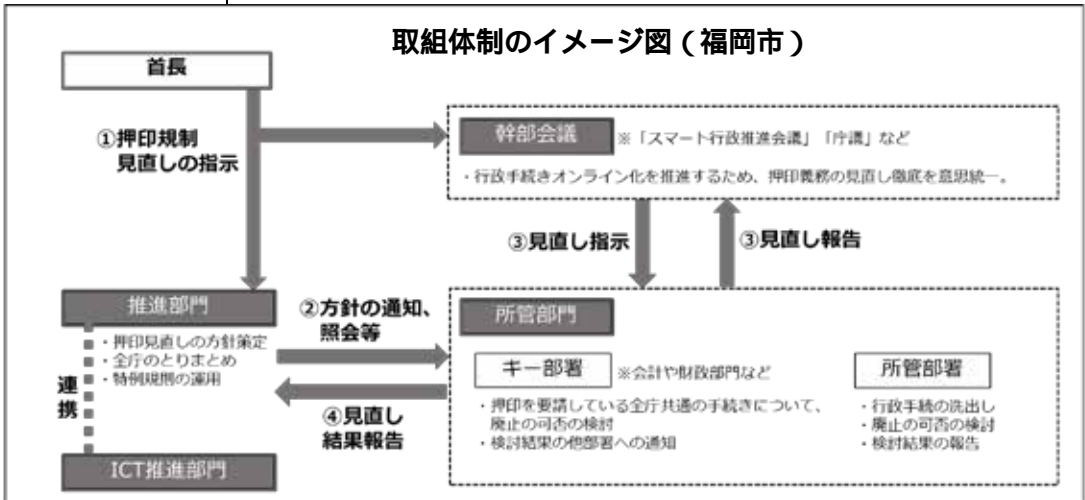 取組体制のイメージ図(福岡市)
首長
①押印規制
見直しの指示
幹部会議
※「スマート行政推進会議」「庁議」など
・行政手続きオンライン化を推進するため、押印義務の見直し徹底を意思統一。
③見直し指示
③見直し報告
推進部門
・押印見直しの方針策定
・全庁のとりまとめ
・特例規則の運用
連携
ICT推進部門
②方針の通知、
照会等
④見直し
結果報告
所管部門
キー部署
※会計や財政部門など
・押印を要請している全庁共通の手続きについて、
廃止の可否の検討
・検討結果の他部署への通知
所管部署
・行政手続の洗出し
・廃止の可否の検討
・検討結果の報告